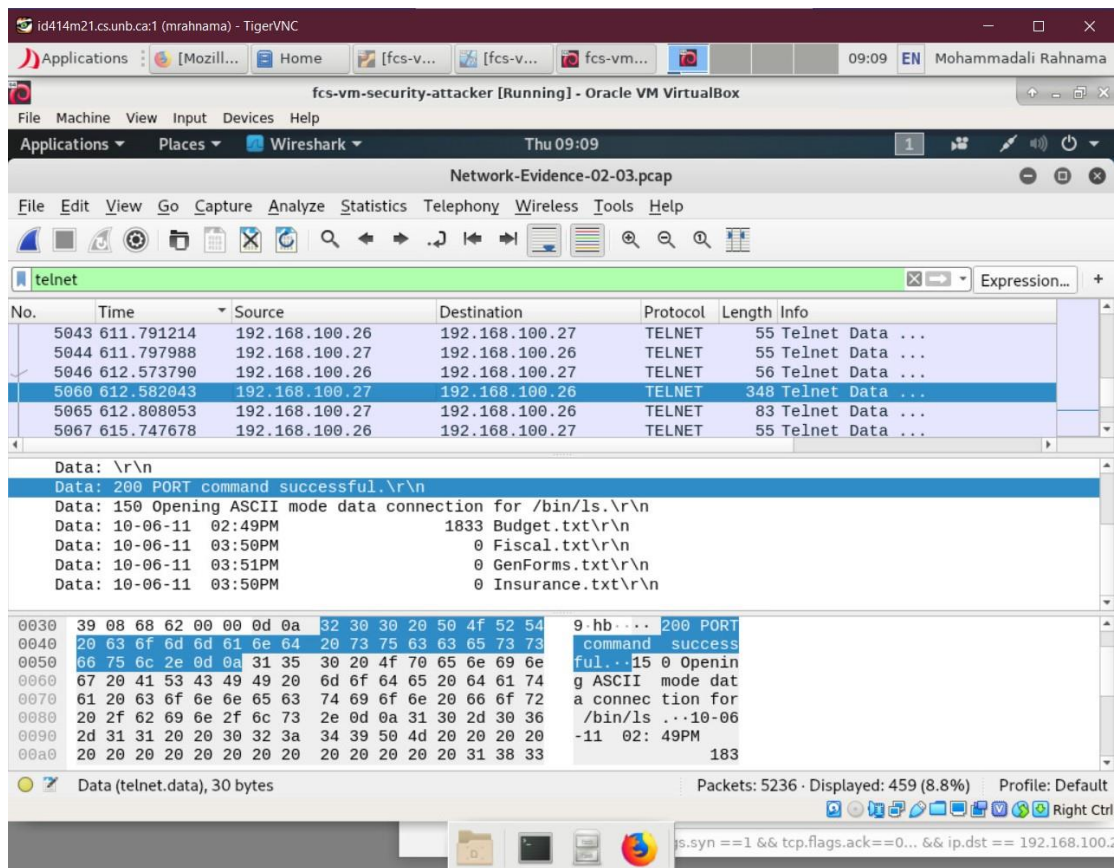 id414m21.cs.unb.ca:1 (mrahnama) - TigerVNC
Applications [Mozill... Home [fcs-v... [fcs-v... fcs-vm... 09:09 EN Mohammadali Rahnama
fcs-vm-security-attacker [Running] - Oracle VM VirtualBox
File Machine View Input Devices Help
Applications Places Wireshark Thu 09:09 1
Network-Evidence-02-03.pcap
File Edit View Go Capture Analyze Statistics Telephony Wireless Tools Help
telnet Expression... +
No. Time Source Destination Protocol Length Info
5043 611.791214 192.168.100.26 192.168.100.27 TELNET 55 Telnet Data ...
5044 611.797988 192.168.100.27 192.168.100.26 TELNET 55 Telnet Data ...
5046 612.573790 192.168.100.26 192.168.100.27 TELNET 56 Telnet Data ...
5060 612.582043 192.168.100.27 192.168.100.26 TELNET 348 Telnet Data ...
5065 612.808053 192.168.100.27 192.168.100.26 TELNET 83 Telnet Data ...
5067 615.747678 192.168.100.26 192.168.100.27 TELNET 55 Telnet Data ...
Data: \r\n
Data: 200 PORT command successful.\r\n
Data: 150 Opening ASCII mode data connection for /bin/ls.\r\n
Data: 10-06-11 02:49PM 1833 Budget.txt\r\n
Data: 10-06-11 03:50PM 0 Fiscal.txt\r\n
Data: 10-06-11 03:51PM 0 GenForms.txt\r\n
Data: 10-06-11 03:50PM 0 Insurance.txt\r\n
0030 39 08 68 62 00 00 0d 0a 32 30 30 20 50 4f 52 54 9·hb···· 200 PORT
0040 20 63 6f 6d 6d 61 6e 64 20 73 75 63 63 65 73 73 command success
0050 66 75 6c 2e 0d 0a 31 35 30 20 4f 70 65 6e 69 6e ful.··15 0 Openin
0060 67 20 41 53 43 49 49 20 6d 6f 64 65 20 64 61 74 g ASCII mode dat
0070 61 20 63 6f 6e 6e 65 63 74 69 6f 6e 20 66 6f 72 a connec tion for
0080 20 2f 62 69 6e 2f 6c 73 2e 0d 0a 31 30 2d 30 36 /bin/ls .··10-06
0090 2d 31 31 20 20 30 32 3a 34 39 50 4d 20 20 20 20 -11 02: 49PM
00a0 20 20 20 20 20 20 20 20 20 20 20 20 20 31 38 33 183
Data (telnet.data), 30 bytes Packets: 5236 · Displayed: 459 (8.8%) Profile: Default
Right Ctrl
gs.syn ==1 && tcp.flags.ack==0... && ip.dst == 192.168.100.2